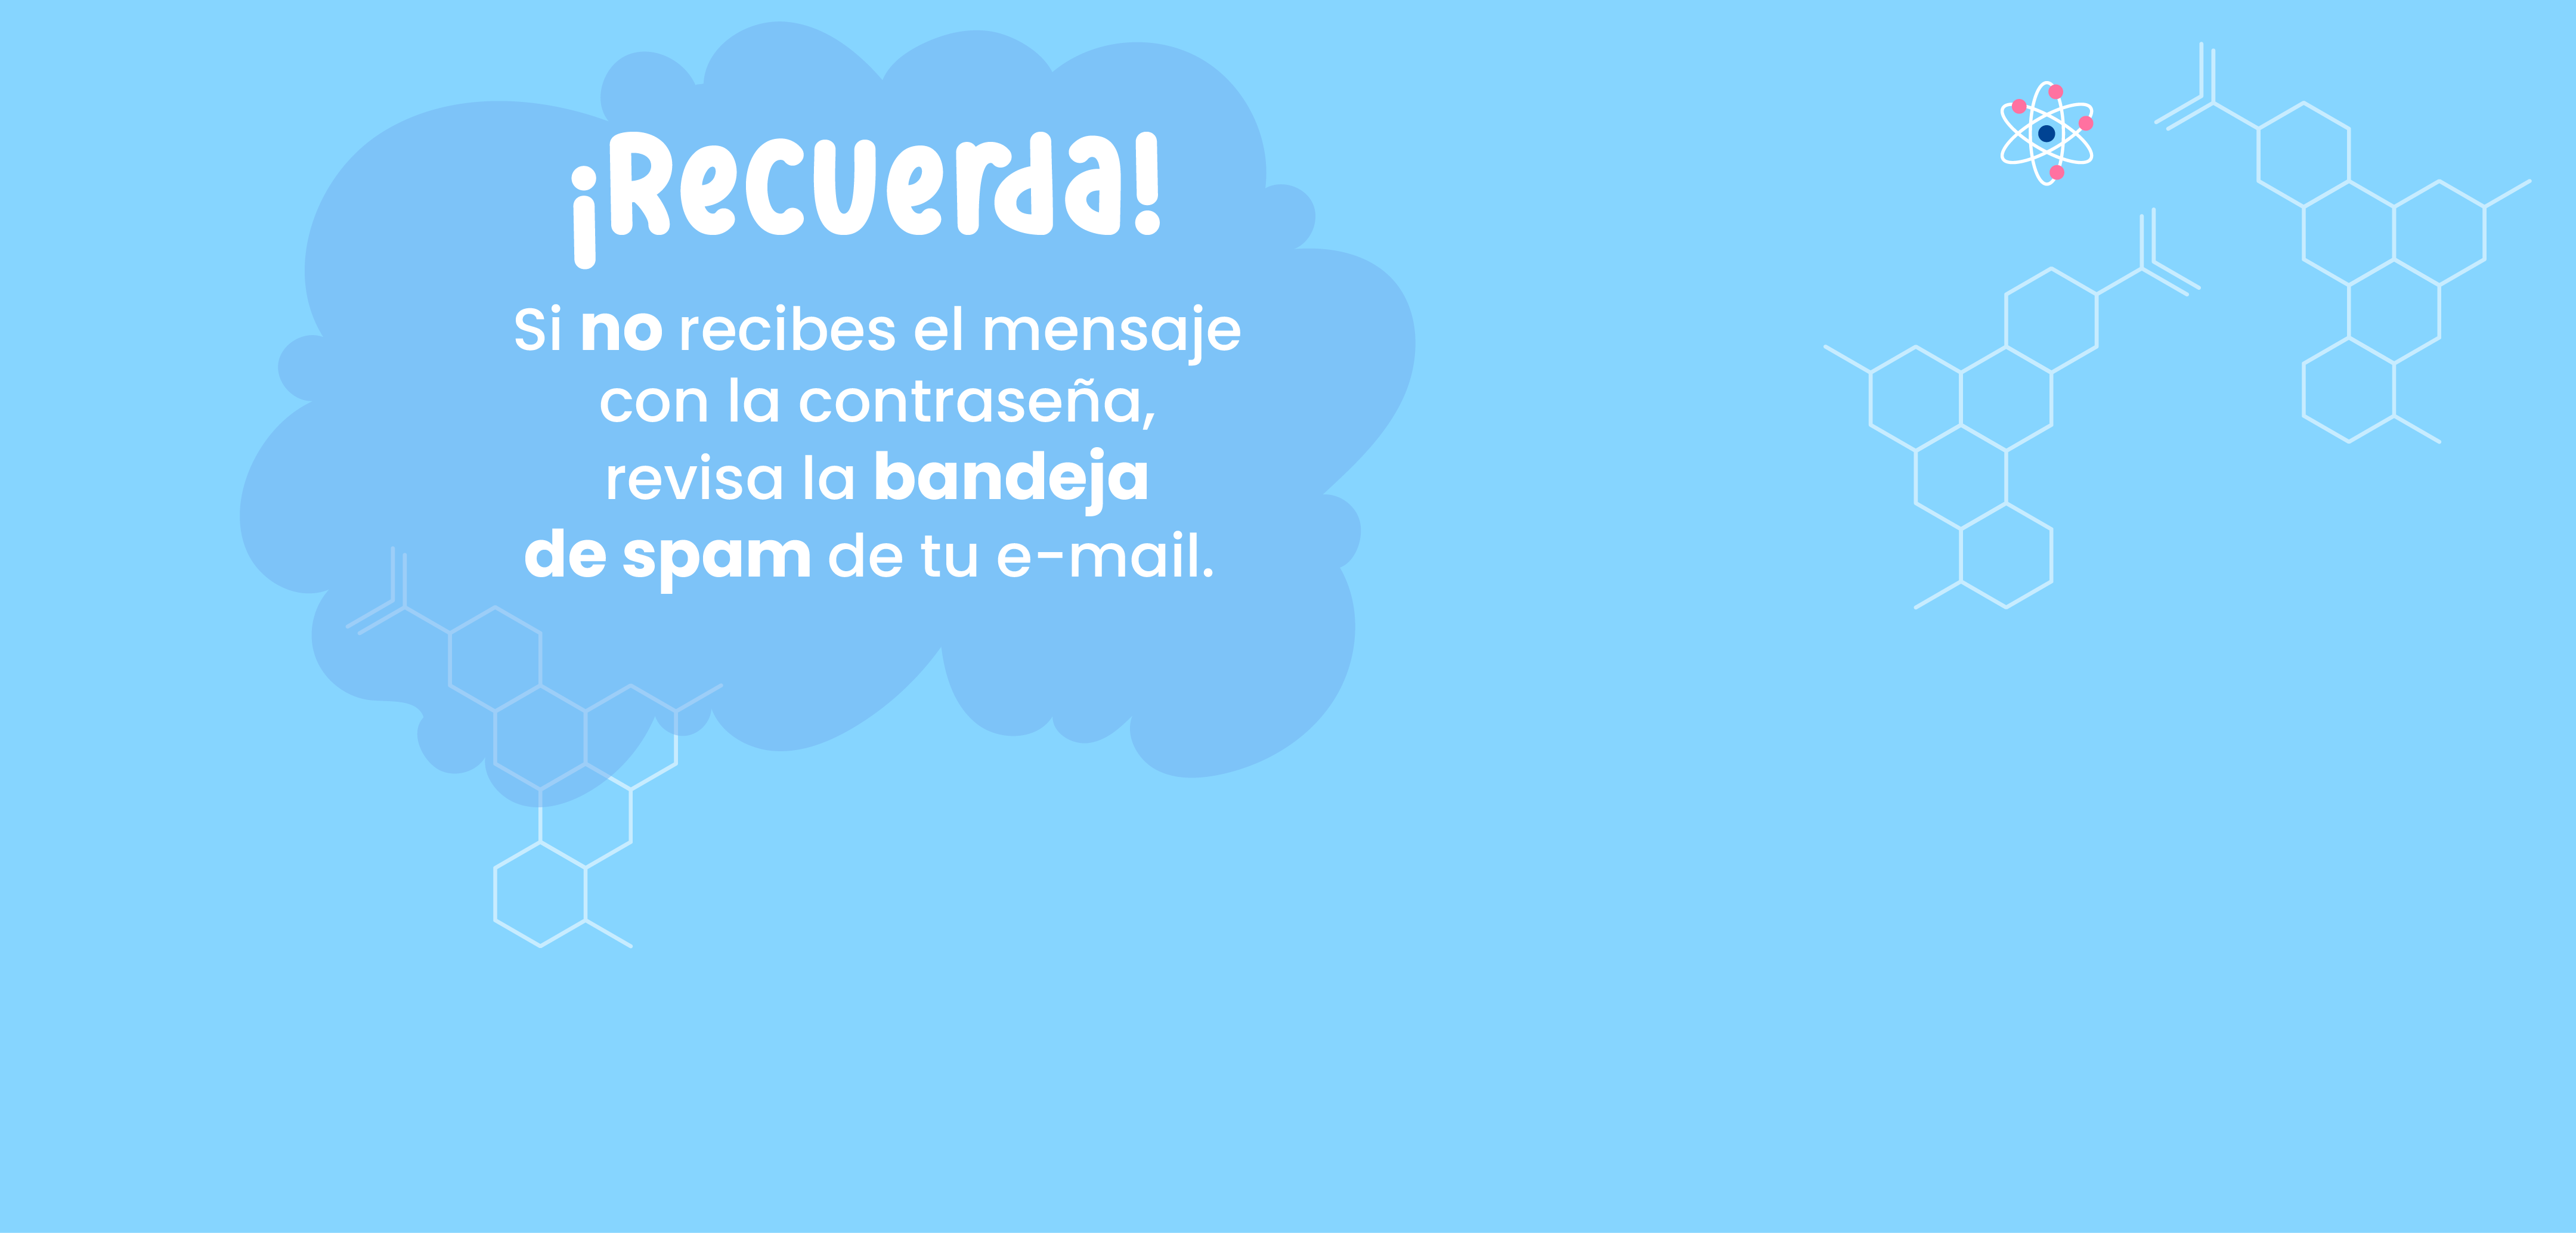 ¡Recuerda!
Si no recibes el mensaje
con la contraseña,
revisa la bandeja
de spam de tu e-mail.